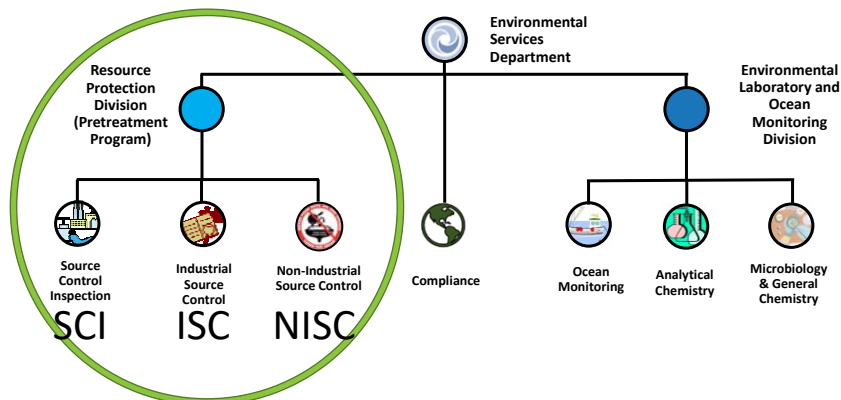 Environmental
Services
Department
Resource
Protection
Division
(Pretreatment
Program)
Environmental
Laboratory and
Ocean
Monitoring
Division
Source
Control
Inspection
SCI
Industrial
Source
Control
ISC
Non-Industrial
Source Control
NISC
Compliance
Ocean
Monitoring
Analytical
Chemistry
Microbiology
& General
Chemistry